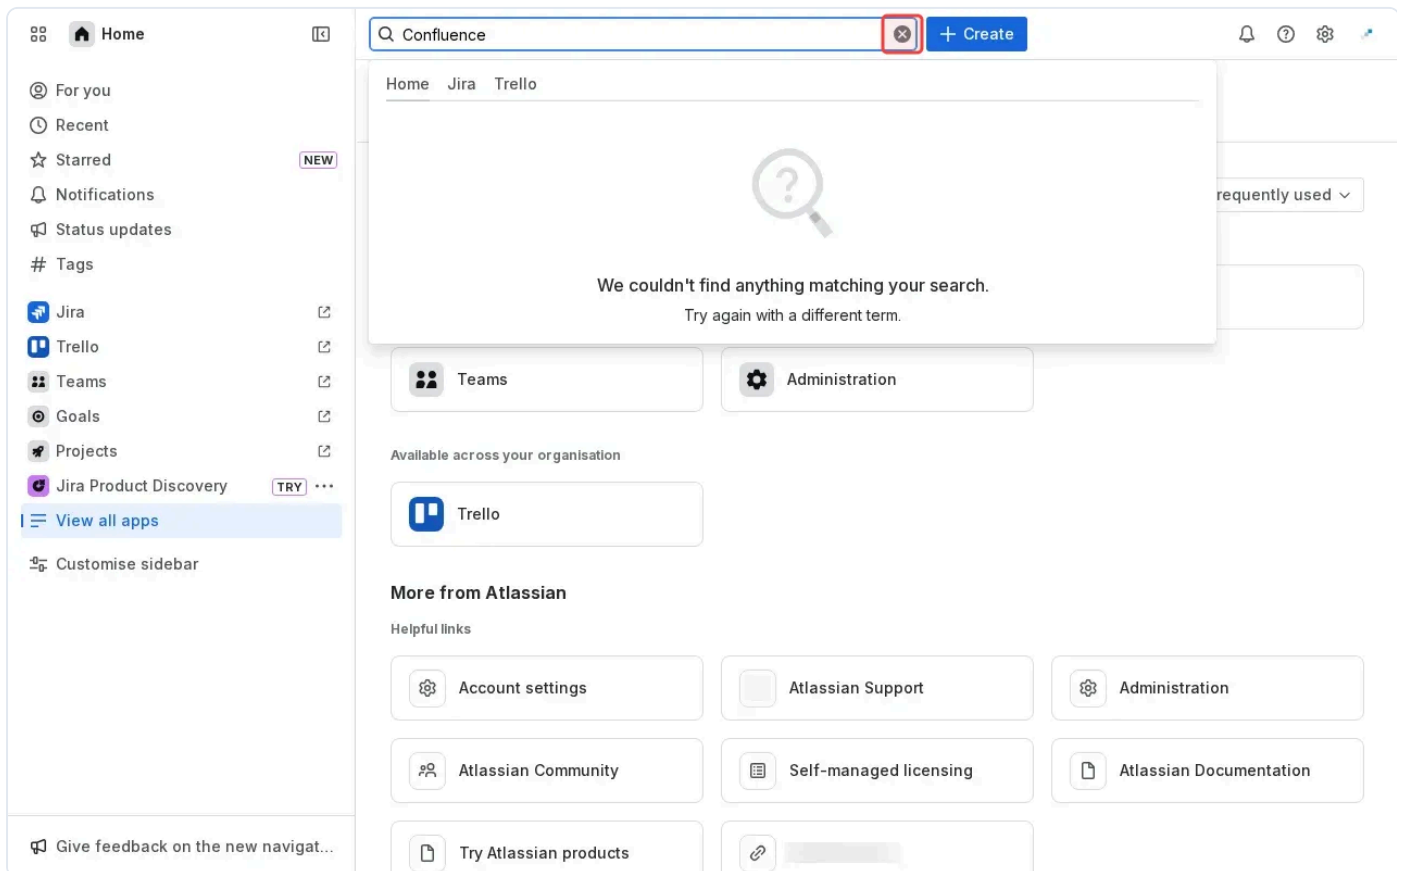 Home
Confluence
Create
For you
Recent
Starred
NEW
Notifications
Status updates
Tags
Jira
Trello
Teams
Goals
Projects
Jira Product Discovery
TRY
View all apps
Customise sidebar
Give feedback on the new navigat...
Home Jira Trello
?
We couldn't find anything matching your search.
Try again with a different term.
requently used
Teams
Administration
Available across your organisation
Trello
More from Atlassian
Helpful links
Account settings
Atlassian Support
Administration
Atlassian Community
Self-managed licensing
Atlassian Documentation
Try Atlassian products